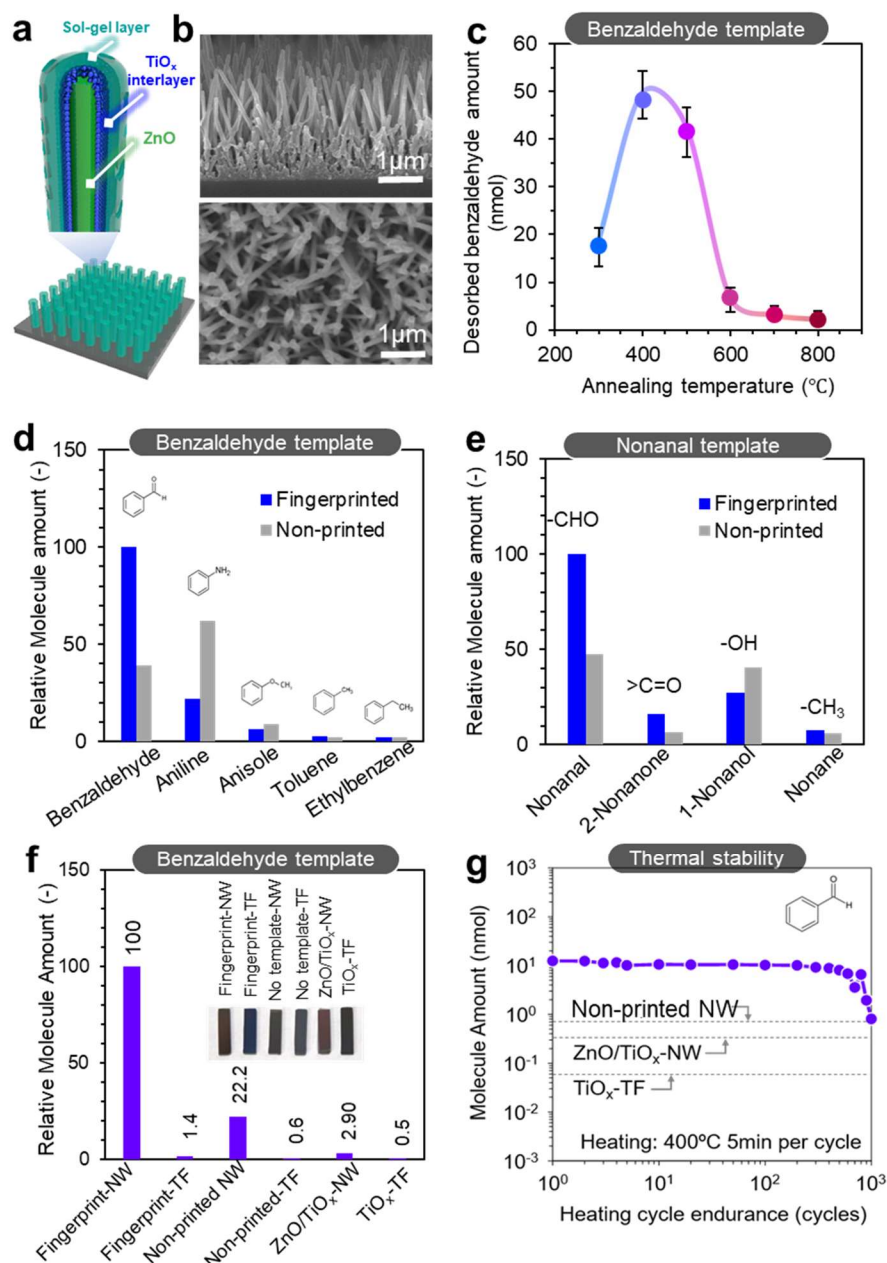 a
Sol-gel layer
TiOx
interlayer
ZnO
b
1μm
1μm
c
Benzaldehyde template
Desorbed benzaldehyde amount
(nmol)
60
50
40
30
20
10
0
200
400
600
800
Annealing temperature (℃)
d
Benzaldehyde template
Relative Molecule amount (-)
150
100
50
0
Fingerprinted
Non-printed
O
H
NH2
O
CH3
CH3
CH3
Benzaldehyde
Aniline
Anisole
Toluene
Ethylbenzene
e
Nonanal template
Relative Molecule amount (-)
150
100
50
0
Fingerprinted
Non-printed
-CHO
>C=O
-OH
-CH3
Nonanal
2-Nonanone
1-Nonanol
Nonane
f
Benzaldehyde template
Relative Molecule Amount (-)
150
100
50
0
Fingerprint-NW
Fingerprint-TF
No template-NW
No template-TF
ZnO/TiOx-NW
TiOx-TF
100
1.4
22.2
0.6
2.90
0.5
Fingerprint-NW
Fingerprint-TF
Non-printed NW
Non-printed-TF
ZnO/TiOx-NW
TiOx-TF
g
Thermal stability
Molecule Amount (nmol)
10³
10²
10¹
10⁰
10⁻¹
10⁻²
10⁻³
O
H
Non-printed NW
ZnO/TiOx-NW
TiOx-TF
Heating: 400ºC 5min per cycle
10⁰
10¹
10²
10³
Heating cycle endurance (cycles)